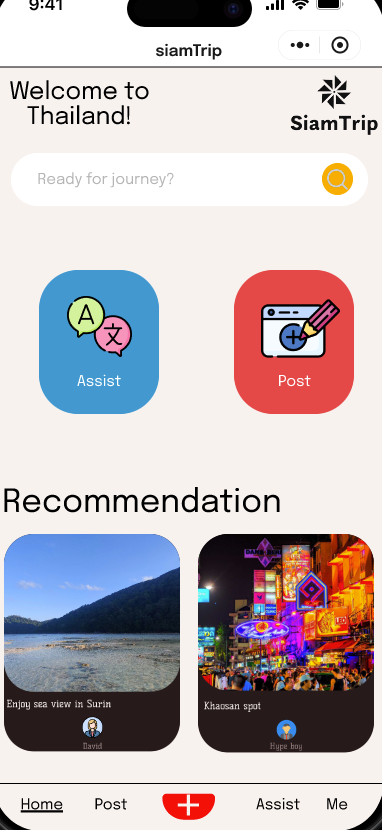 9:41
siamTrip
Welcome to
Thailand!
SiamTrip
Ready for journey?
A
文
Assist
Post
Recommendation
Enjoy sea view in Surin
David
Khaosan spot
Hype boy
Home
Post
Assist
Me